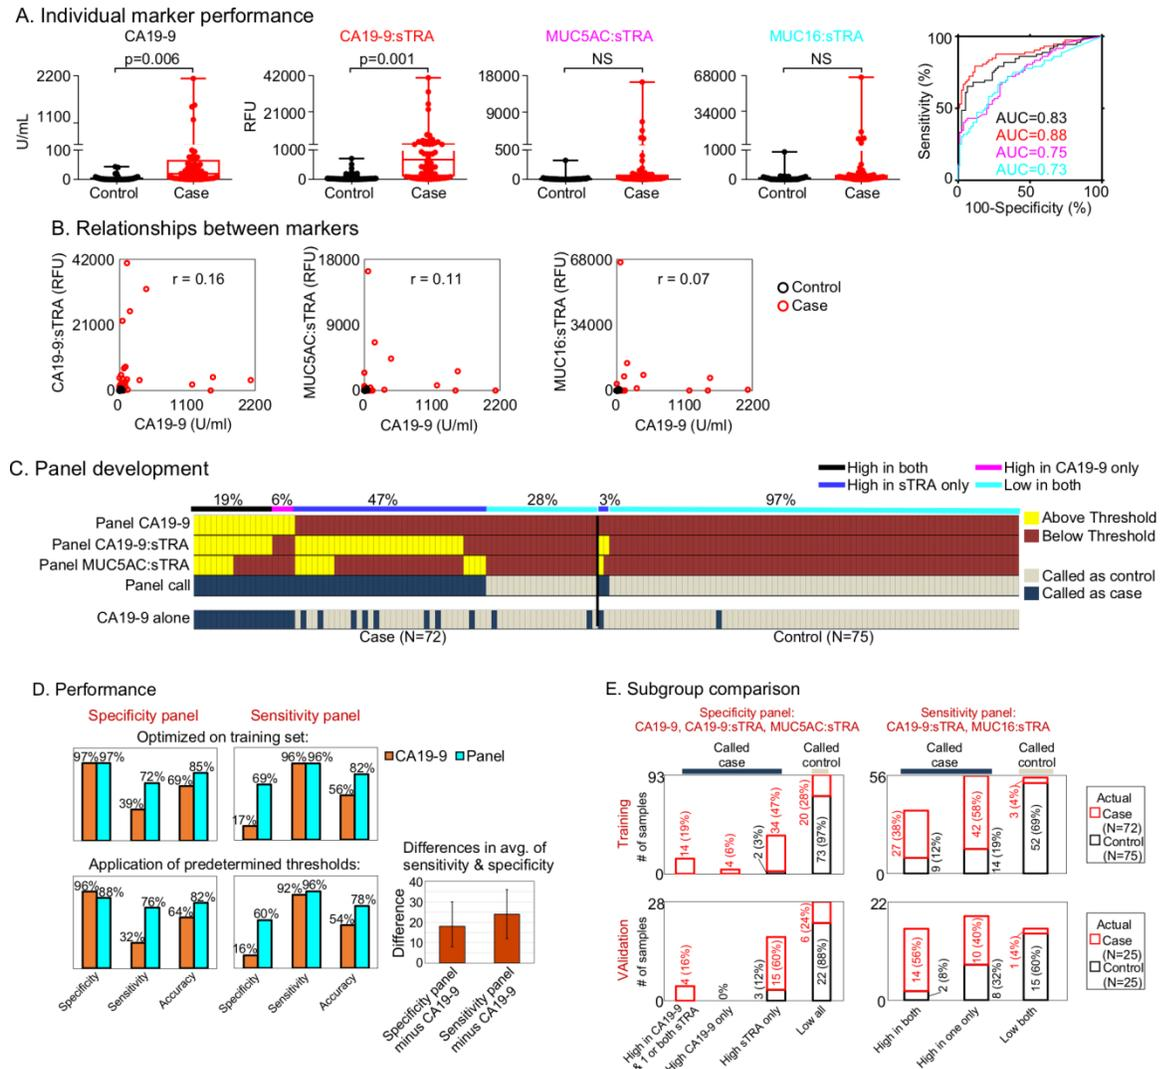 A. Individual marker performance
CA19-9
CA19-9:sTRA
MUC5AC:sTRA
MUC16:sTRA
p=0.006
p=0.001
NS
NS
U/mL
2200
1100
100
0
Control
Case
RFU
42000
21000
1000
0
Control
Case
18000
9000
500
0
Control
Case
68000
34000
1000
0
Control
Case
Sensitivity (%)
100
50
0
AUC=0.83
AUC=0.88
AUC=0.75
AUC=0.73
0
50
100
100-Specificity (%)
B. Relationships between markers
CA19-9:sTRA (RFU)
42000
21000
0
r = 0.16
0
1100
2200
CA19-9 (U/ml)
MUC5AC:sTRA (RFU)
18000
9000
0
r = 0.11
0
1100
2200
CA19-9 (U/ml)
MUC16:sTRA (RFU)
68000
34000
0
r = 0.07
0
1100
2200
CA19-9 (U/ml)
Control
Case
C. Panel development
High in both
High in CA19-9 only
High in sTRA only
Low in both
19%
6%
47%
28%
3%
97%
Panel CA19-9
Panel CA19-9:sTRA
Panel MUC5AC:sTRA
Panel call
CA19-9 alone
Above Threshold
Below Threshold
Called as control
Called as case
Case (N=72)
Control (N=75)
D. Performance
Specificity panel
Sensitivity panel
Optimized on training set:
97%
97%
39%
72%
69%
85%
17%
69%
96%
96%
56%
82%
CA19-9
Panel
Application of predetermined thresholds:
96%
88%
32%
76%
64%
82%
16%
60%
92%
96%
54%
78%
Specificity
Sensitivity
Accuracy
Specificity
Sensitivity
Accuracy
Differences in avg. of
sensitivity & specificity
Difference
40
30
20
10
0
Specificity panel
minus CA19-9
Sensitivity panel
minus CA19-9
E. Subgroup comparison
Specificity panel:
CA19-9, CA19-9:sTRA, MUC5AC:sTRA
Sensitivity panel:
CA19-9:sTRA, MUC16:sTRA
Called
case
Called
control
Called
case
Called
control
Training
# of samples
93
0
14 (19%)
4 (6%)
2 (3%)
34 (47%)
20 (28%)
73 (97%)
56
0
27 (38%)
9 (12%)
42 (58%)
14 (19%)
3 (4%)
52 (69%)
Actual
Case
(N=72)
Control
(N=75)
VAlidation
# of samples
28
0
4 (16%)
0%
3 (12%)
15 (60%)
6 (24%)
22 (88%)
22
0
14 (56%)
2 (8%)
10 (40%)
8 (32%)
1 (4%)
15 (60%)
Actual
Case
(N=25)
Control
(N=25)
High in CA19-9
& 1 or both sTRA
High CA19-9 only
High sTRA only
Low all
High in both
High in one only
Low both